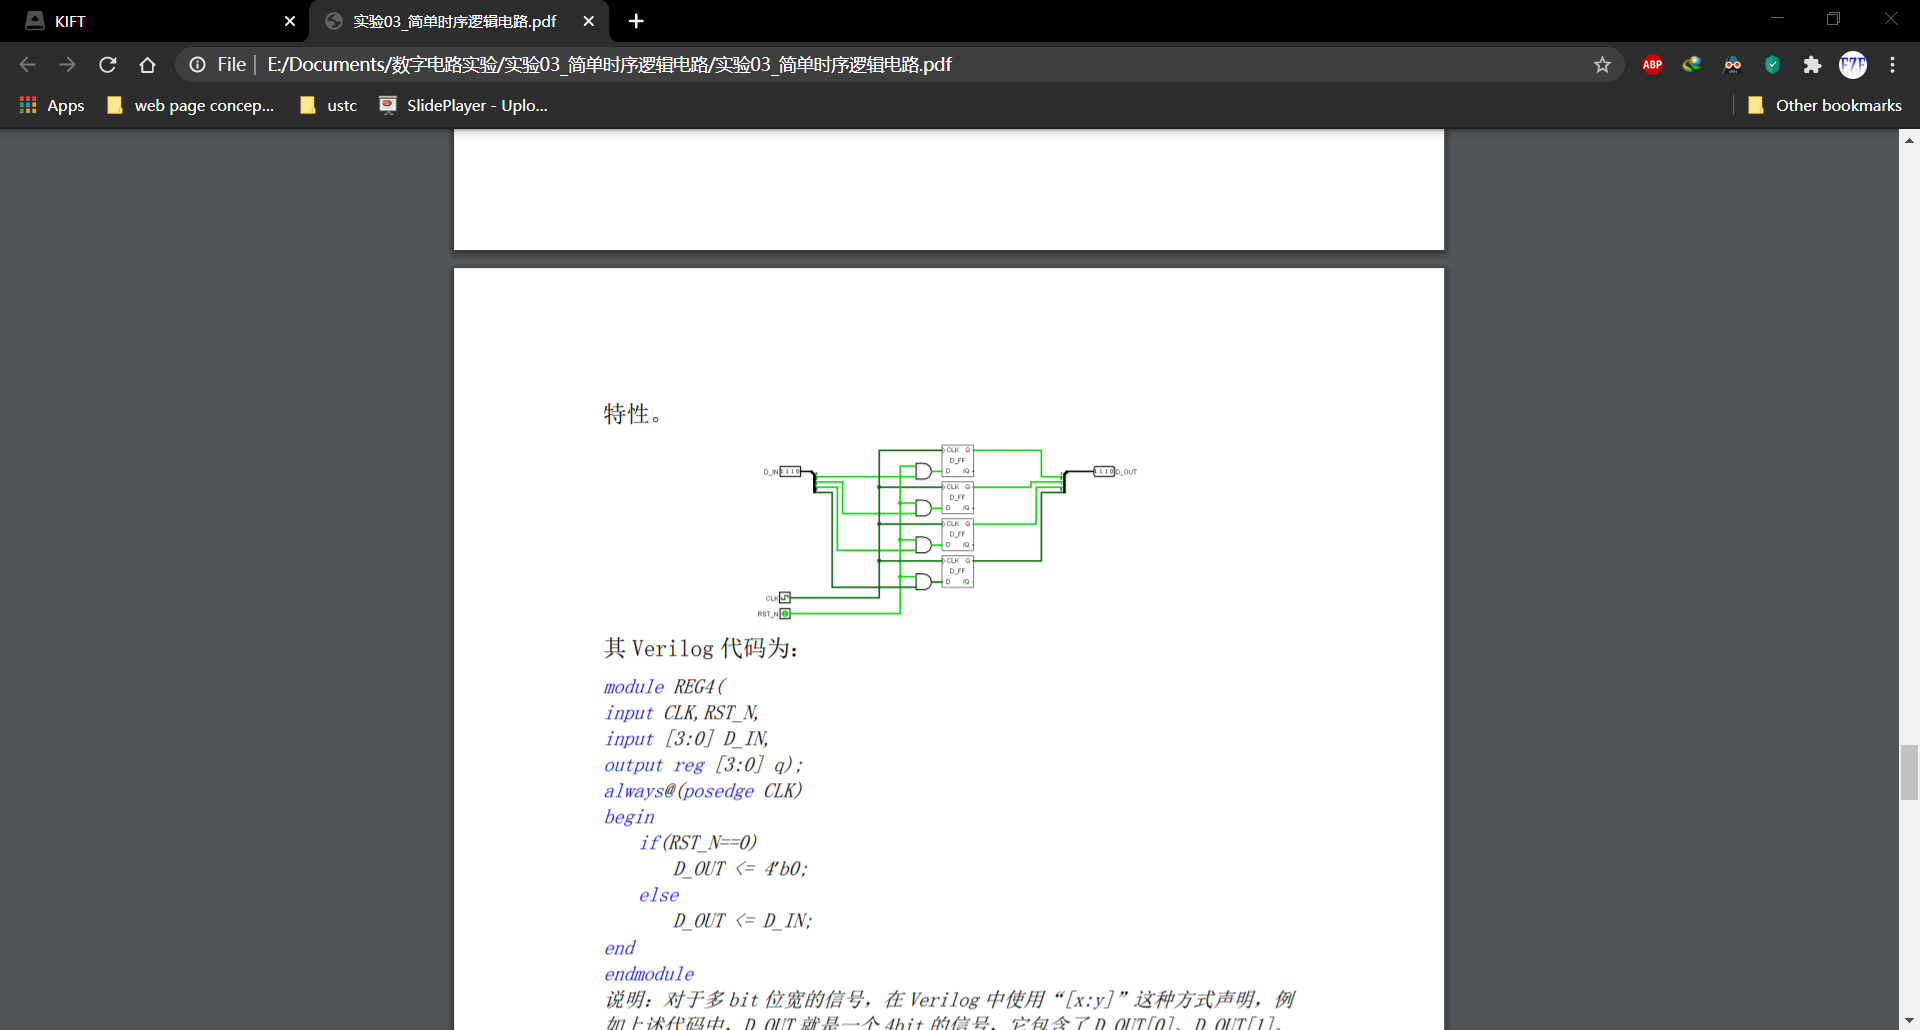 KIFT
实验03_简单时序逻辑电路.pdf
File
E:/Documents/数字电路实验/实验03_简单时序逻辑电路/实验03_简单时序逻辑电路.pdf
ABP
FZF
Apps
web page concep...
ustc
SlidePlayer - Uplo...
Other bookmarks
特性。
D_IN 1110
CLK Q
D_FF
D /Q
CLK Q
D_FF
D /Q
CLK Q
D_FF
D /Q
CLK Q
D_FF
D /Q
1110 D_OUT
CLK
RST_N
其 Verilog 代码为：
module REG4(
input CLK,RST_N,
input [3:0] D_IN,
output reg [3:0] q);
always@(posedge CLK)
begin
if(RST_N==0)
D_OUT <= 4'b0;
else
D_OUT <= D_IN;
end
endmodule
说明：对于多 bit 位宽的信号，在 Verilog 中使用“[x:y]”这种方式声明，例
如上述代码中，D_OUT 就是一个 4bit 的信号，它包含了 D_OUT[0]、D_OUT[1]、